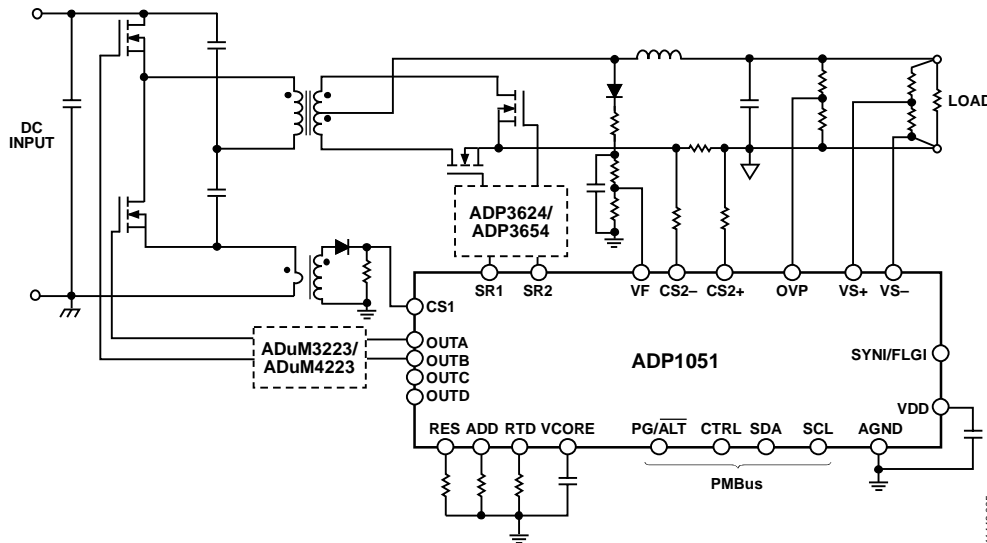 DC
INPUT
LOAD
ADP3624/
ADP3654
SR1 SR2 VF CS2– CS2+ OVP VS+ VS–
CS1
ADuM3223/
ADuM4223
OUTA
OUTB
OUTC
OUTD
ADP1051
SYNI/FLGI
VDD
RES ADD RTD VCORE PG/ALT CTRL SDA SCL AGND
PMBus